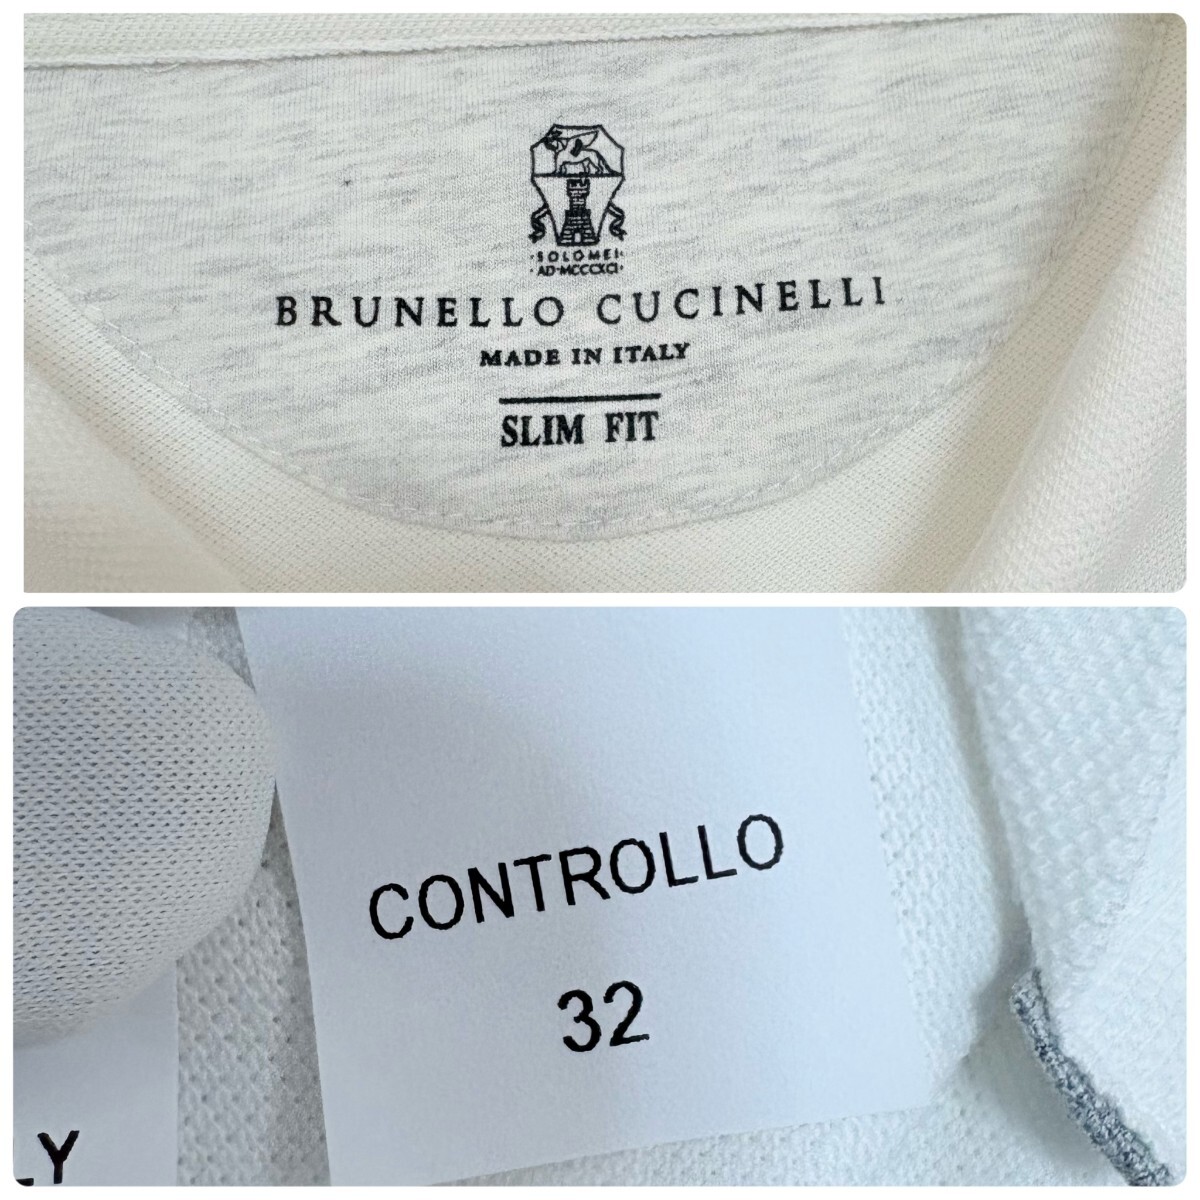 ·SOLOMEI·
·AD·MCCCXCI·
BRUNELLO CUCINELLI
MADE IN ITALY
SLIM FIT
CONTROLLO
32
LY